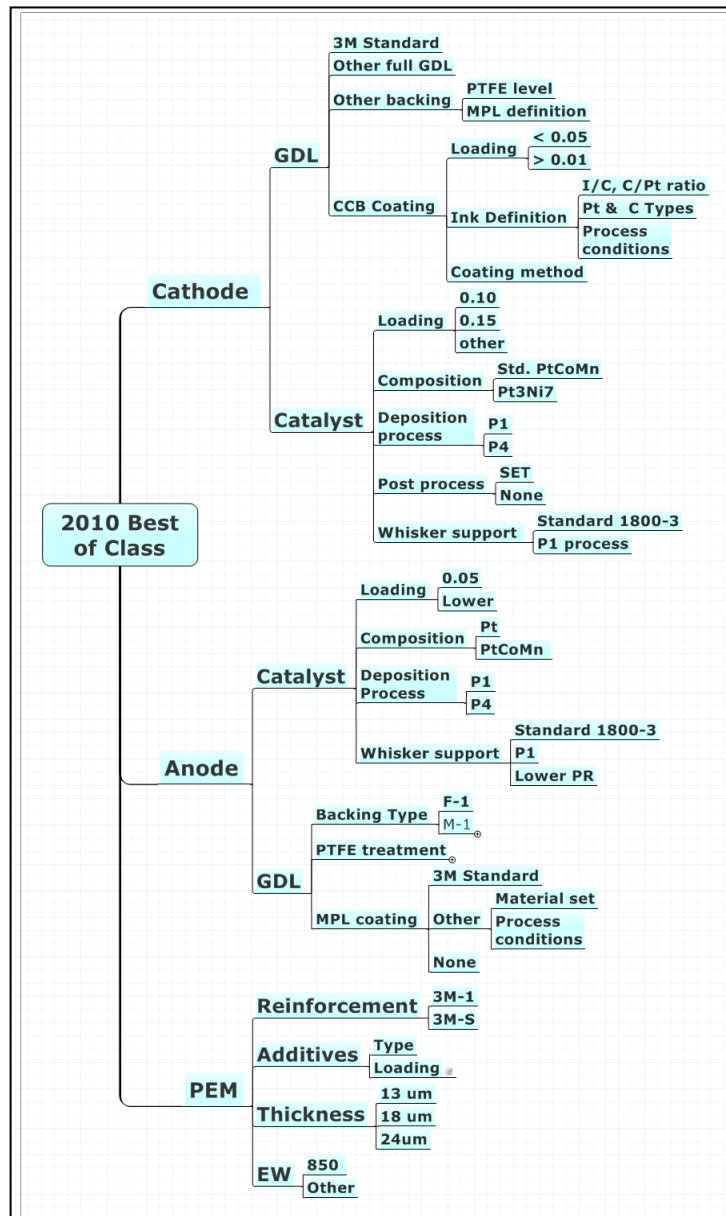 3M Standard
Other full GDL
Other backing
PTFE level
MPL definition
GDL
Loading
< 0.05
> 0.01
CCB Coating
Ink Definition
I/C, C/Pt ratio
Pt & C Types
Process
conditions
Coating method
Cathode
Loading
0.10
0.15
other
Composition
Std. PtCoMn
Pt3Ni7
Catalyst
Deposition
process
P1
P4
Post process
SET
None
Whisker support
Standard 1800-3
P1 process
2010 Best
of Class
Loading
0.05
Lower
Composition
Pt
PtCoMn
Catalyst
Deposition
Process
P1
P4
Whisker support
Standard 1800-3
P1
Lower PR
Anode
Backing Type
F-1
M-1
PTFE treatment
GDL
MPL coating
3M Standard
Other
Material set
Process
conditions
None
Reinforcement
3M-1
3M-S
Additives
Type
Loading
PEM
Thickness
13 um
18 um
24um
EW
850
Other